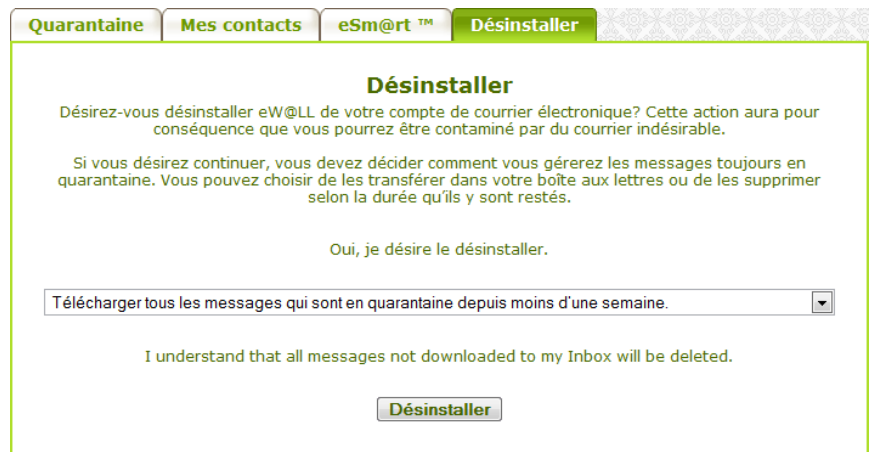 Quarantaine Mes contacts eSm@rt ™ Désinstaller
Désinstaller
Désirez-vous désinstaller eW@LL de votre compte de courrier électronique? Cette action aura pour
conséquence que vous pourrez être contaminé par du courrier indésirable.
Si vous désirez continuer, vous devez décider comment vous gérerez les messages toujours en
quarantaine. Vous pouvez choisir de les transférer dans votre boîte aux lettres ou de les supprimer
selon la durée qu'ils y sont restés.
Oui, je désire le désinstaller.
Télécharger tous les messages qui sont en quarantaine depuis moins d'une semaine.
I understand that all messages not downloaded to my Inbox will be deleted.
Désinstaller